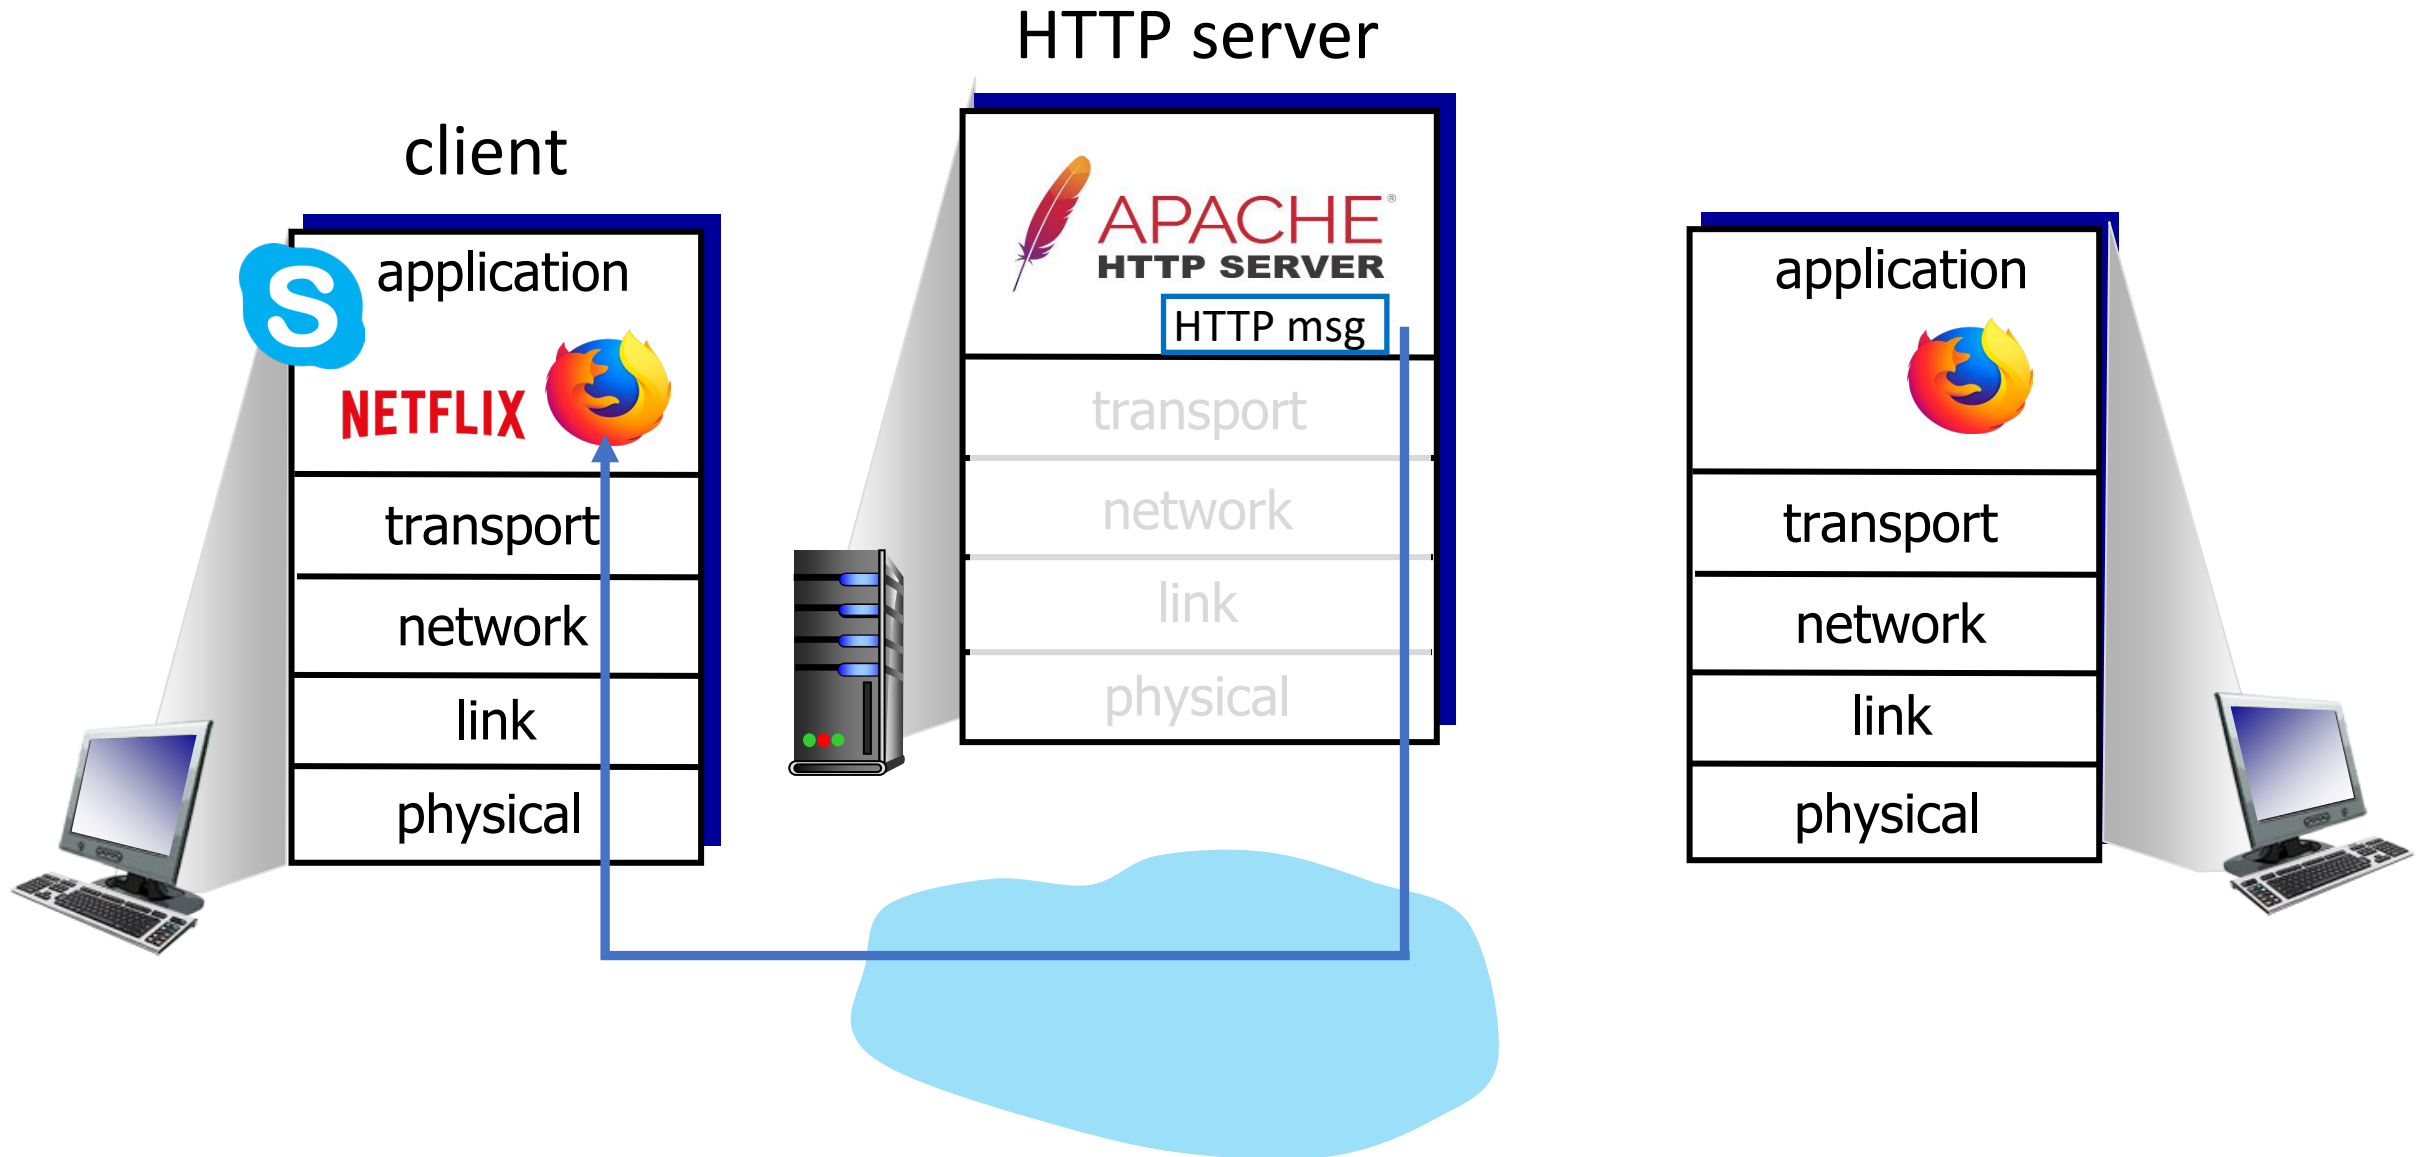 HTTP server
client
application
S
NETFLIX
transport
network
link
physical
APACHE®
HTTP SERVER
HTTP msg
transport
network
link
physical
application
transport
network
link
physical